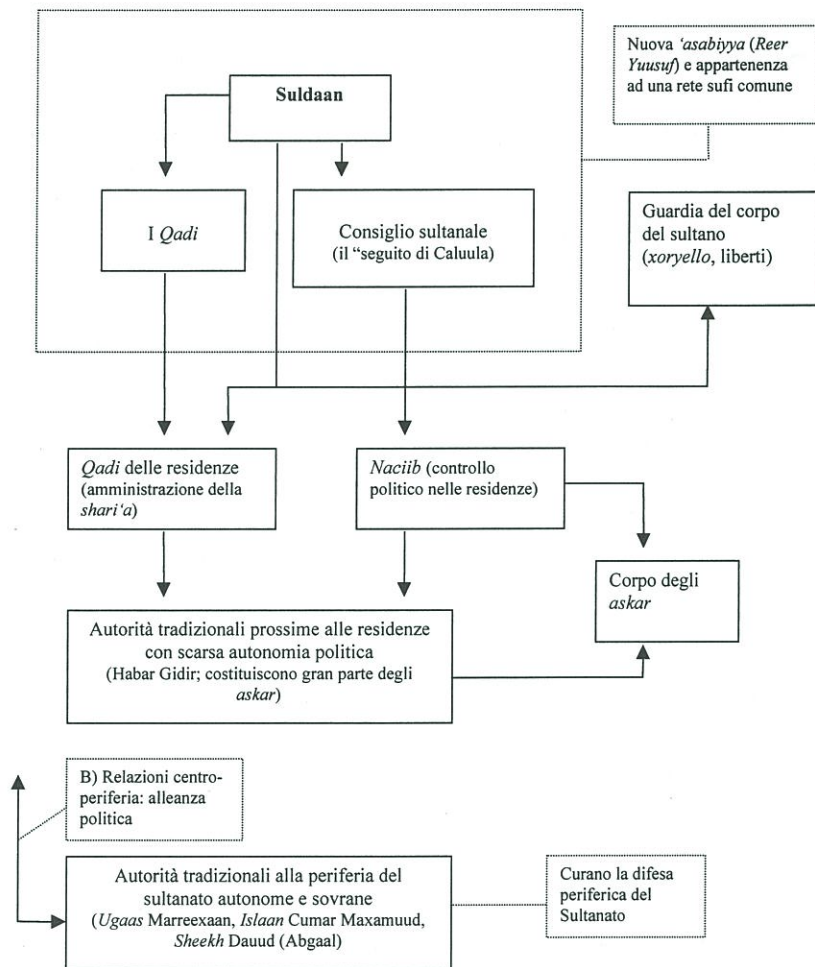 Nuova ‘asabiyya (Reer
Yuusuf) e appartenenza
ad una rete sufi comune
Suldaan
I Qadi
Consiglio sultanale
(il “seguito di Caluula)
Guardia del corpo
del sultano
(xoryello, liberti)
Qadi delle residenze
(amministrazione della
shari‘a)
Naciib (controllo
politico nelle residenze)
Corpo degli
askar
Autorità tradizionali prossime alle residenze
con scarsa autonomia politica
(Habar Gidir; costituiscono gran parte degli
askar)
B) Relazioni centro-
periferia: alleanza
politica
Autorità tradizionali alla periferia del
sultanato autonome e sovrane
(Ugaas Marreexaan, Islaan Cumar Maxamuud,
Sheekh Dauud (Abgaal)
Curano la difesa
periferica del
Sultanato